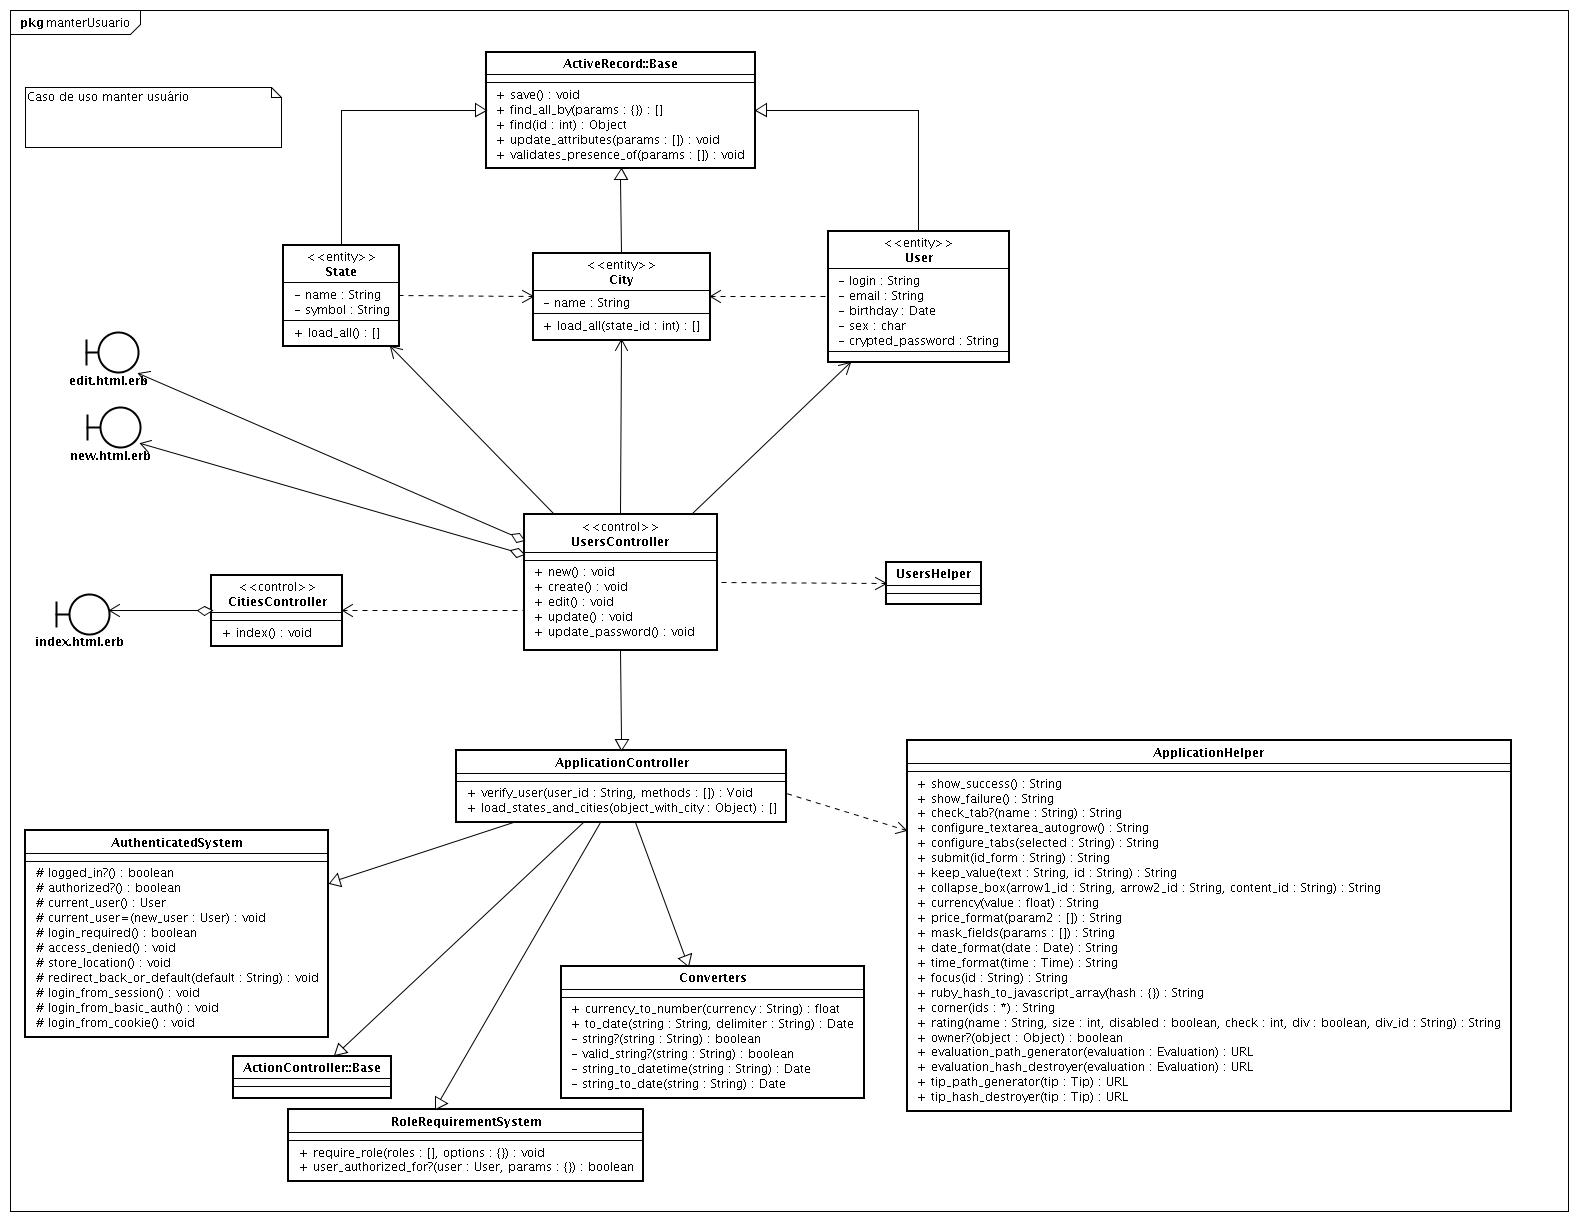 pkg manterUsuario
Caso de uso manter usuário
ActiveRecord::Base
+ save() : void
+ find_all_by(params : {}) : []
+ find(id : int) : Object
+ update_attributes(params : []) : void
+ validates_presence_of(params : []) : void
<<entity>>
State
- name : String
- symbol : String
+ load_all() : []
<<entity>>
City
- name : String
+ load_all(state_id : int) : []
<<entity>>
User
- login : String
- email : String
- birthday : Date
- sex : char
- crypted_password : String
edit.html.erb
new.html.erb
<<control>>
UsersController
+ new() : void
+ create() : void
+ edit() : void
+ update() : void
+ update_password() : void
UsersHelper
<<control>>
CitiesController
+ index() : void
index.html.erb
ApplicationController
+ verify_user(user_id : String, methods : []) : Void
+ load_states_and_cities(object_with_city : Object) : []
ApplicationHelper
+ show_success() : String
+ show_failure() : String
+ check_tab?(name : String) : String
+ configure_textarea_autogrow() : String
+ configure_tabs(selected : String) : String
+ submit(id_form : String) : String
+ keep_value(text : String, id : String) : String
+ collapse_box(arrow1_id : String, arrow2_id : String, content_id : String) : String
+ currency(value : float) : String
+ price_format(param2 : []) : String
+ mask_fields(params : []) : String
+ date_format(date : Date) : String
+ time_format(time : Time) : String
+ focus(id : String) : String
+ ruby_hash_to_javascript_array(hash : {}) : String
+ corner(ids : *) : String
+ rating(name : String, size : int, disabled : boolean, check : int, div : boolean, div_id : String) : String
+ owner?(object : Object) : boolean
+ evaluation_path_generator(evaluation : Evaluation) : URL
+ evaluation_hash_destroyer(evaluation : Evaluation) : URL
+ tip_path_generator(tip : Tip) : URL
+ tip_hash_destroyer(tip : Tip) : URL
AuthenticatedSystem
# logged_in?() : boolean
# authorized?() : boolean
# current_user() : User
# current_user=(new_user : User) : void
# login_required() : boolean
# access_denied() : void
# store_location() : void
# redirect_back_or_default(default : String) : void
# login_from_session() : void
# login_from_basic_auth() : void
# login_from_cookie() : void
Converters
+ currency_to_number(currency : String) : float
+ to_date(string : String, delimiter : String) : Date
- string?(string : String) : boolean
- valid_string?(string : String) : boolean
- string_to_datetime(string : String) : Date
- string_to_date(string : String) : Date
ActionController::Base
RoleRequirementSystem
+ require_role(roles : [], options : {}) : void
+ user_authorized_for?(user : User, params : {}) : boolean